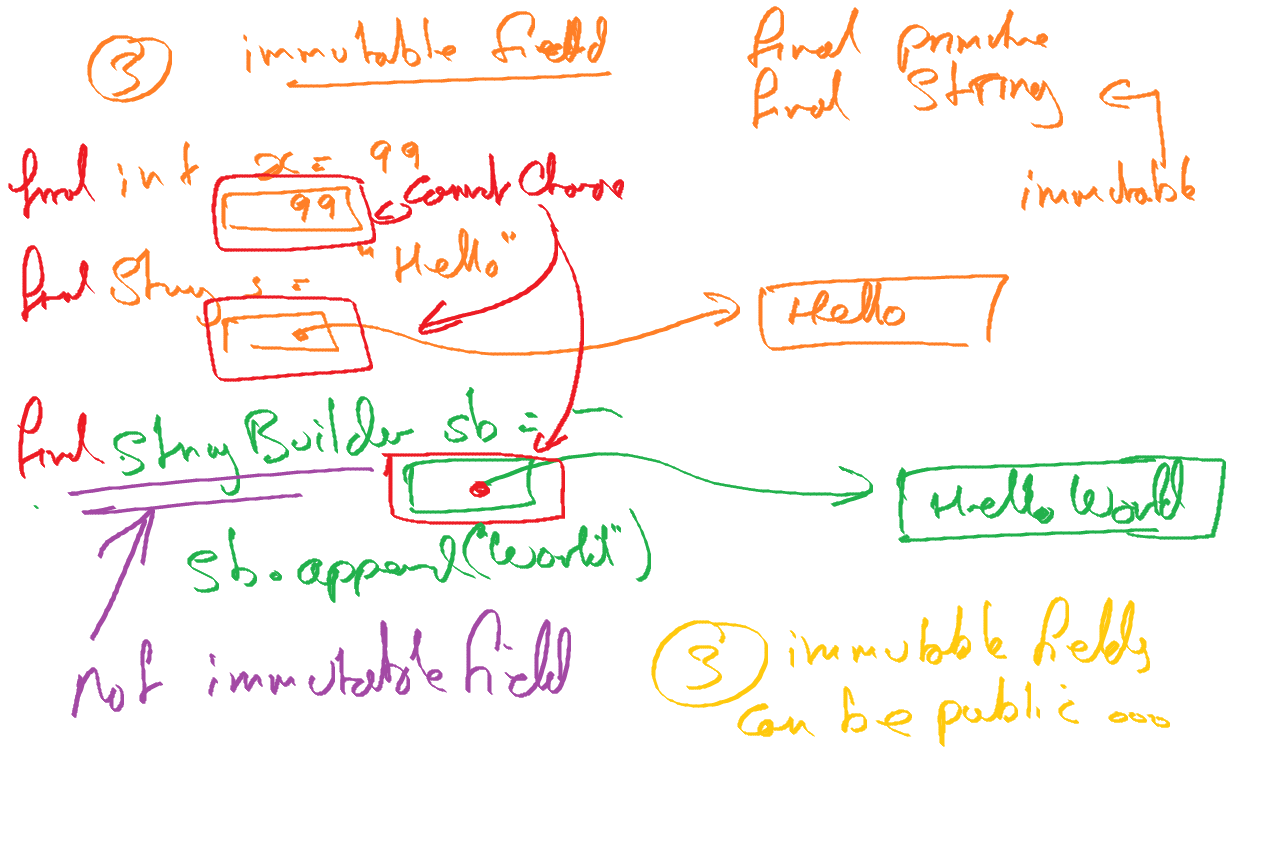 ③ immutable field
final primitive
final String
immutable
final int x = 99
99
cannot change
final String s = "Hello"
Hello
final StringBuilder sb =
Hello World
sb.append("World")
not immutable field
③ immutable fields
can be public ...